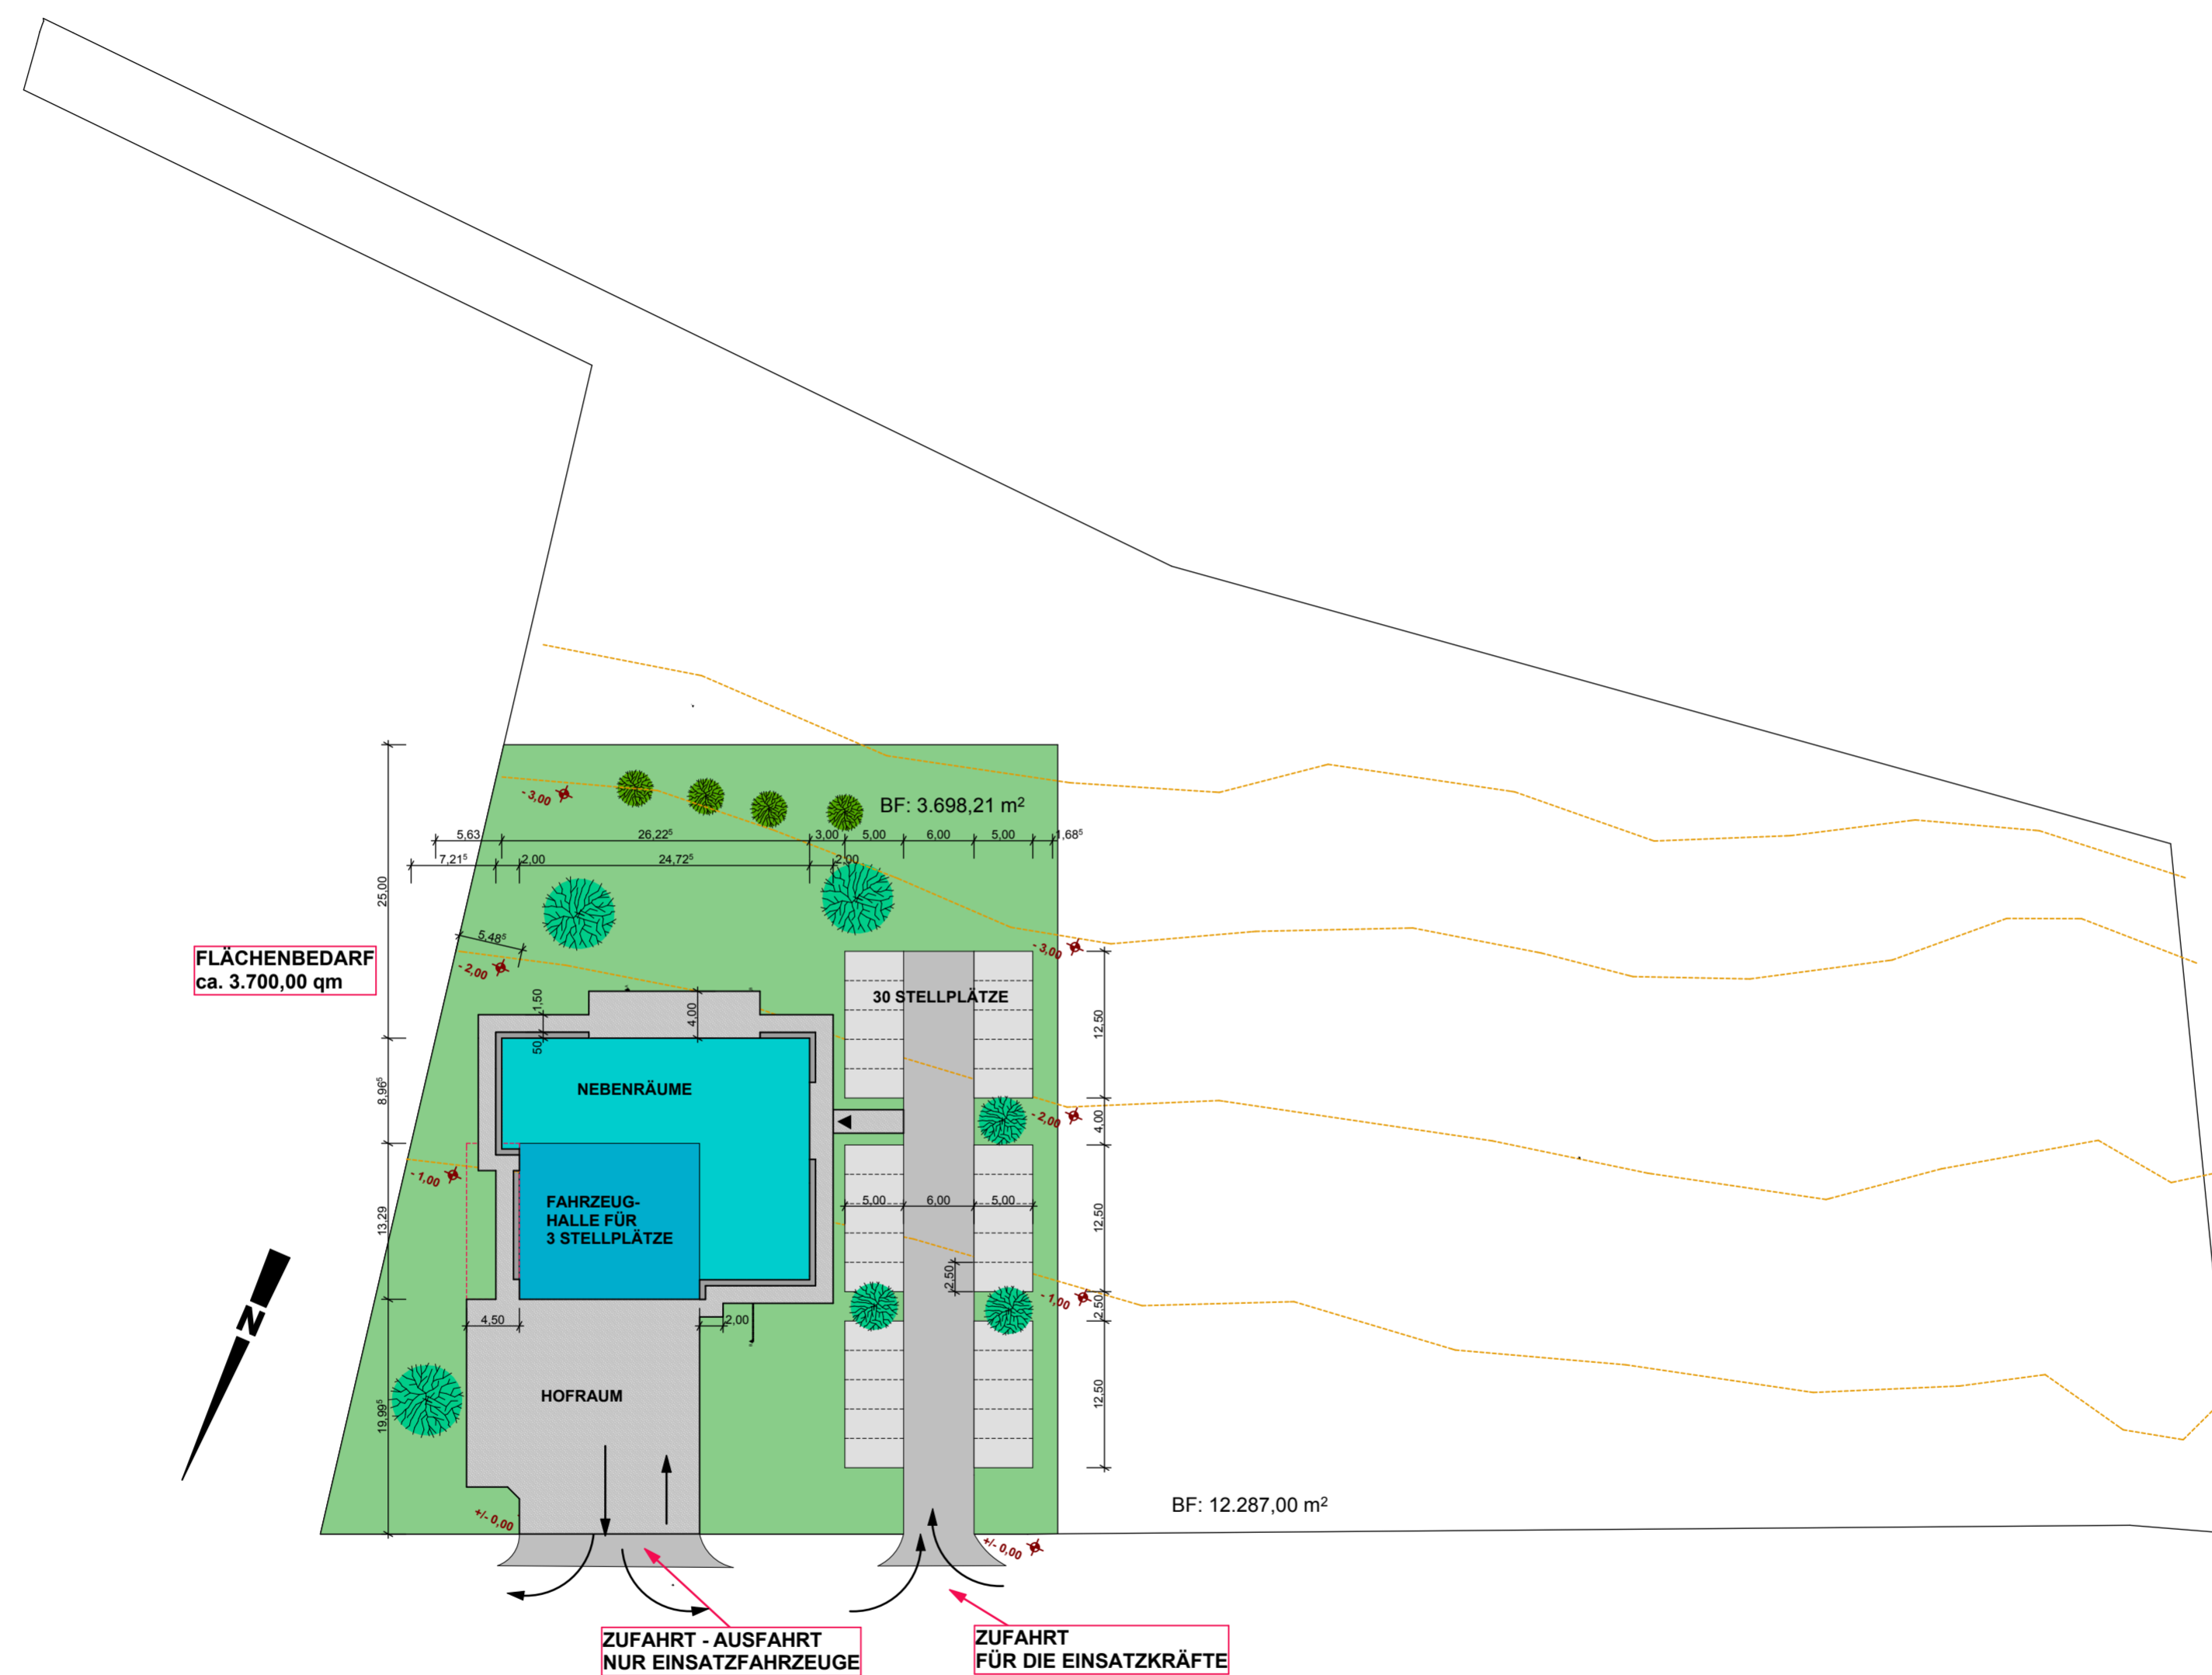 BF: 3.698,21 m²
- 3,00
5,63
26,22⁵
3,00
5,00
6,00
5,00
1,68⁵
7,21⁵
2,00
24,72⁵
2,00
25,00
5,48⁵
FLÄCHENBEDARF
ca. 3.700,00 qm
- 2,00
- 3,00
30 STELLPLÄTZE
1,50
4,00
50
12,50
NEBENRÄUME
8,96⁵
- 2,00
4,00
- 1,00
FAHRZEUG-
HALLE FÜR
3 STELLPLÄTZE
13,29
5,00
6,00
5,00
12,50
2,50
- 1,00
2,50
N
4,50
2,00
HOFRAUM
19,99⁵
12,50
+/- 0,00
BF: 12.287,00 m²
+/- 0,00
ZUFAHRT - AUSFAHRT
NUR EINSATZFAHRZEUGE
ZUFAHRT
FÜR DIE EINSATZKRÄFTE